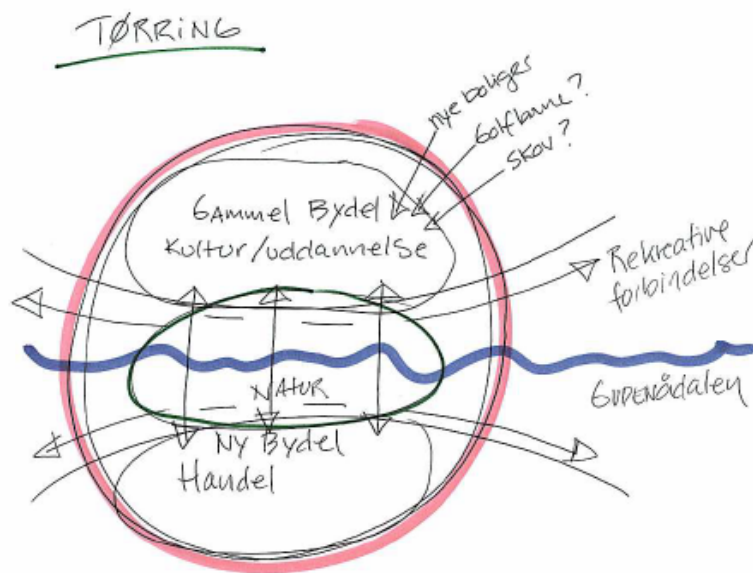 TØRRING
nye boliger
Golfbane?
Skov?
Gammel Bydel
Kultur/uddannelse
Rekreative
forbindelser
NATUR
GUDENÅdalen
Ny Bydel
Handel